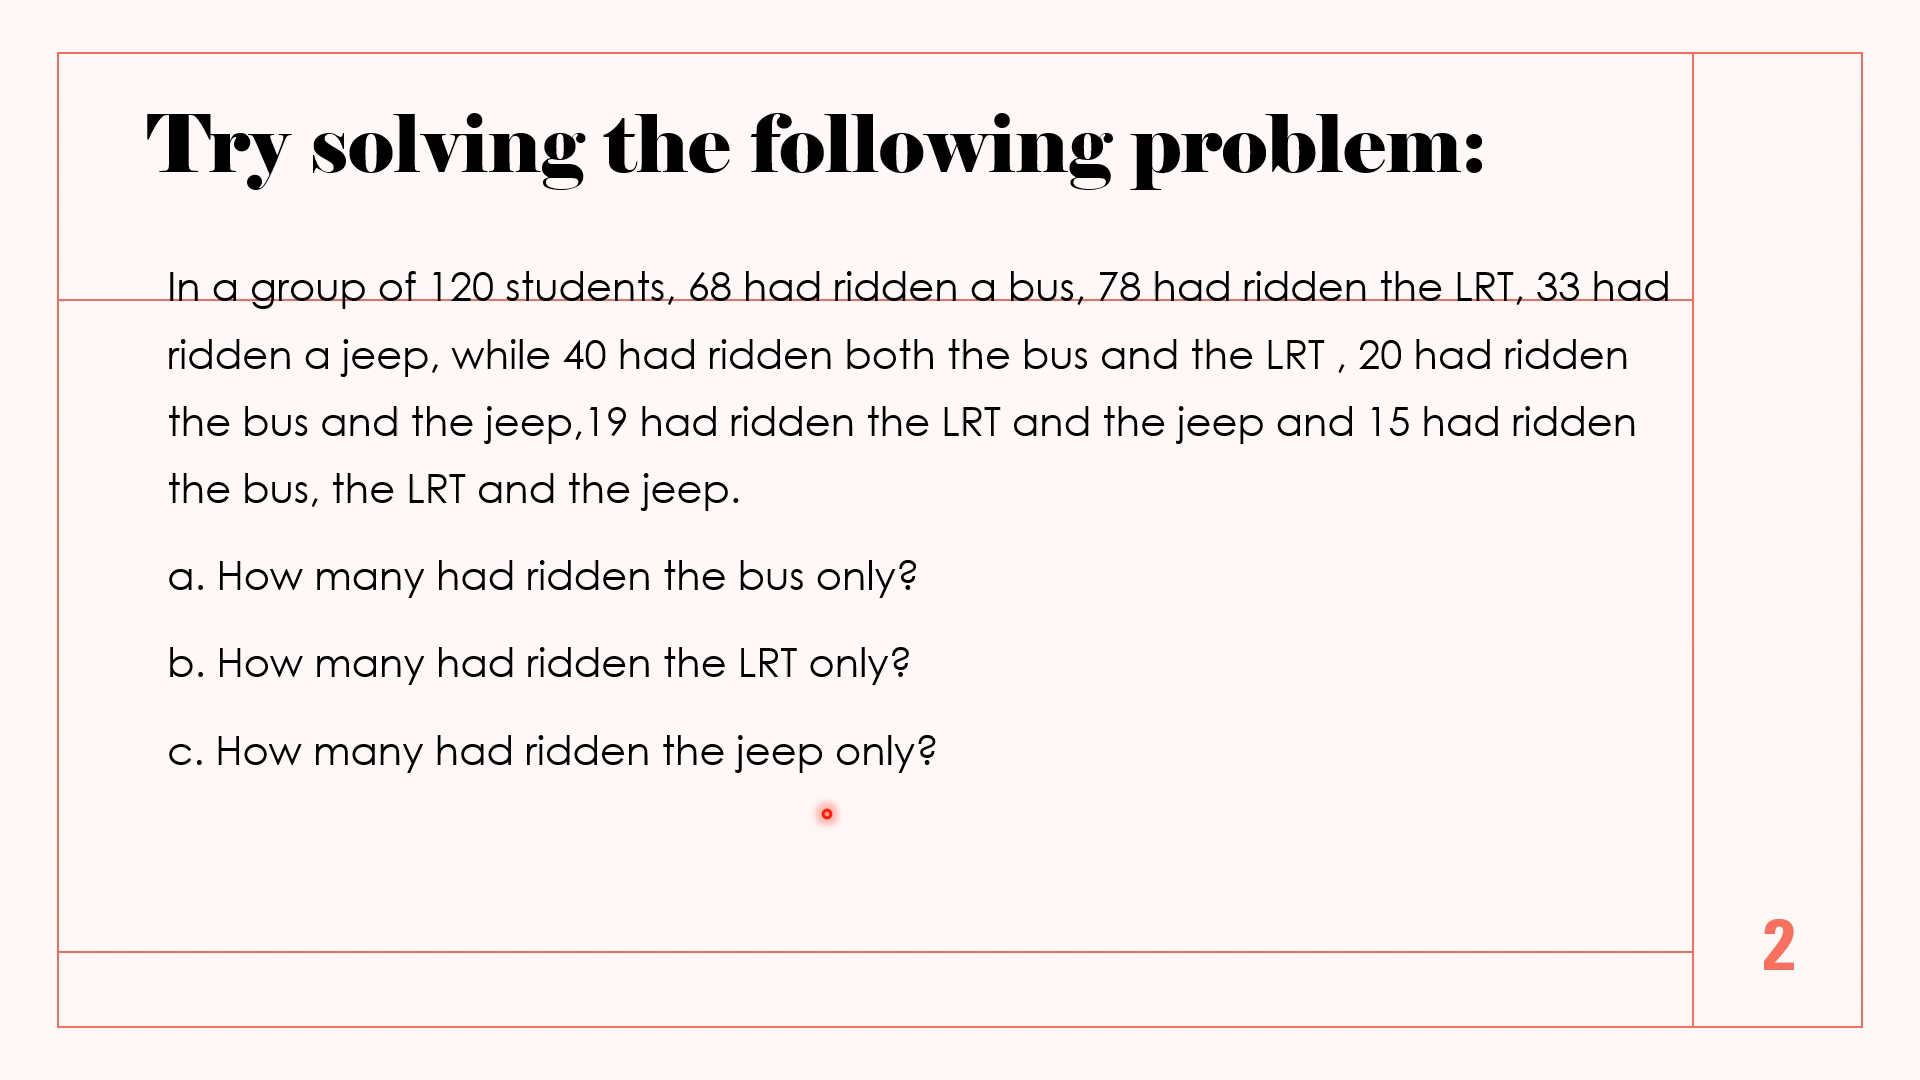 Try solving the following problem:
In a group of 120 students, 68 had ridden a bus, 78 had ridden the LRT, 33 had
ridden a jeep, while 40 had ridden both the bus and the LRT , 20 had ridden
the bus and the jeep,19 had ridden the LRT and the jeep and 15 had ridden
the bus, the LRT and the jeep.
a. How many had ridden the bus only?
b. How many had ridden the LRT only?
c. How many had ridden the jeep only?
2